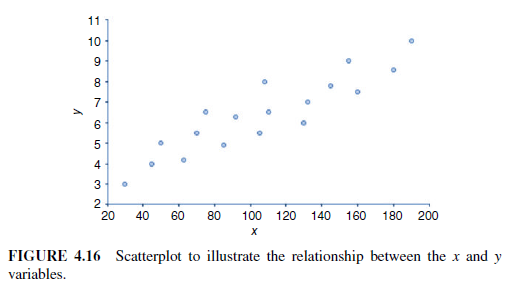 11
10
9
8
7
6
5
4
3
2
y
20 40 60 80 100 120 140 160 180 200
x
FIGURE 4.16 Scatterplot to illustrate the relationship between the x and y
variables.